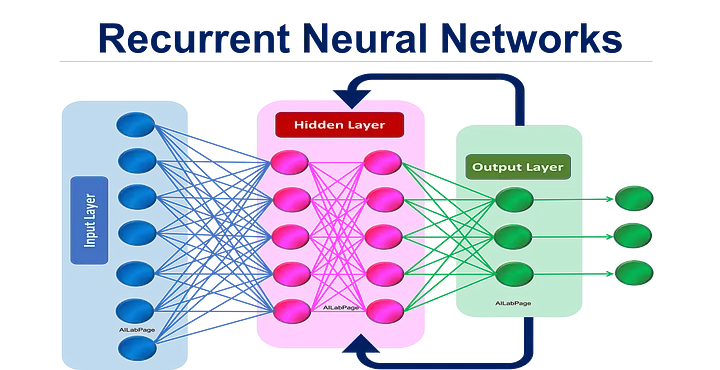 Recurrent Neural Networks
Hidden Layer
Output Layer
Input Layer
AILabPage
AILabPage
AILabPage